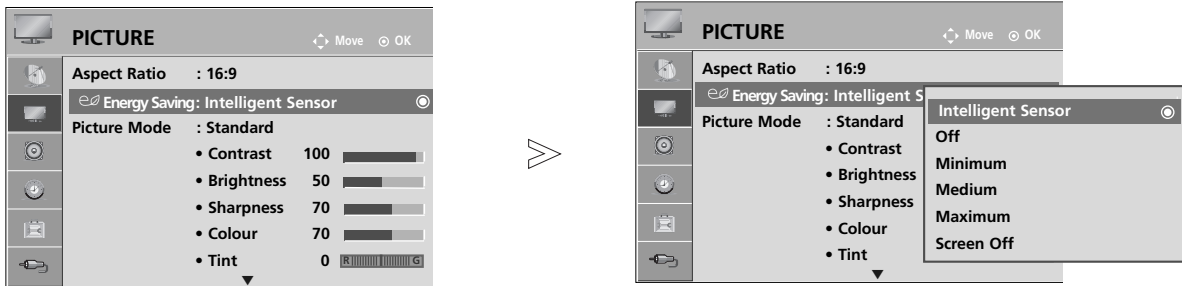 PICTURE
Move OK
Aspect Ratio : 16:9
Energy Saving: Intelligent Sensor
Picture Mode : Standard
• Contrast 100
• Brightness 50
• Sharpness 70
• Colour 70
• Tint 0 R G
PICTURE
Move OK
Aspect Ratio : 16:9
Energy Saving: Intelligent S
Picture Mode : Standard
• Contrast
• Brightness
• Sharpness
• Colour
• Tint
Intelligent Sensor
Off
Minimum
Medium
Maximum
Screen Off